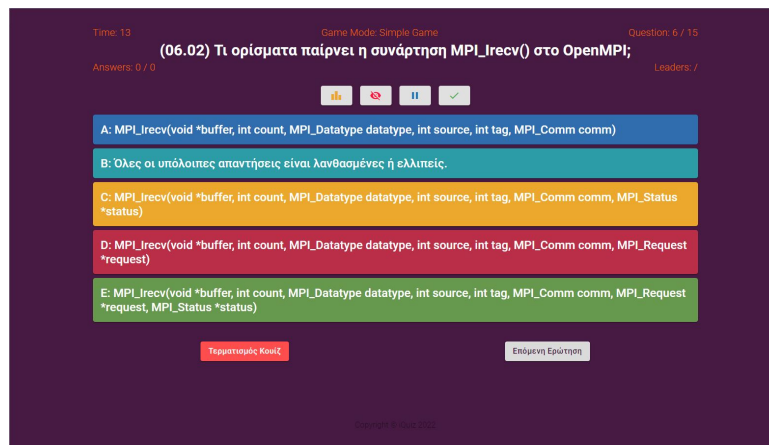 Time: 13
Game Mode: Simple Game
Question: 6 / 15
(06.02) Τι ορίσματα παίρνει η συνάρτηση MPI_Irecv() στο OpenMPI;
Answers: 0 / 0
Leaders: /
A: MPI_Irecv(void *buffer, int count, MPI_Datatype datatype, int source, int tag, MPI_Comm comm)
B: Όλες οι υπόλοιπες απαντήσεις είναι λανθασμένες ή ελλιπείς.
C: MPI_Irecv(void *buffer, int count, MPI_Datatype datatype, int source, int tag, MPI_Comm comm, MPI_Status
*status)
D: MPI_Irecv(void *buffer, int count, MPI_Datatype datatype, int source, int tag, MPI_Comm comm, MPI_Request
*request)
E: MPI_Irecv(void *buffer, int count, MPI_Datatype datatype, int source, int tag, MPI_Comm comm, MPI_Request
*request, MPI_Status *status)
Τερματισμός Κουίζ
Επόμενη Ερώτηση
Copyright ©
2022